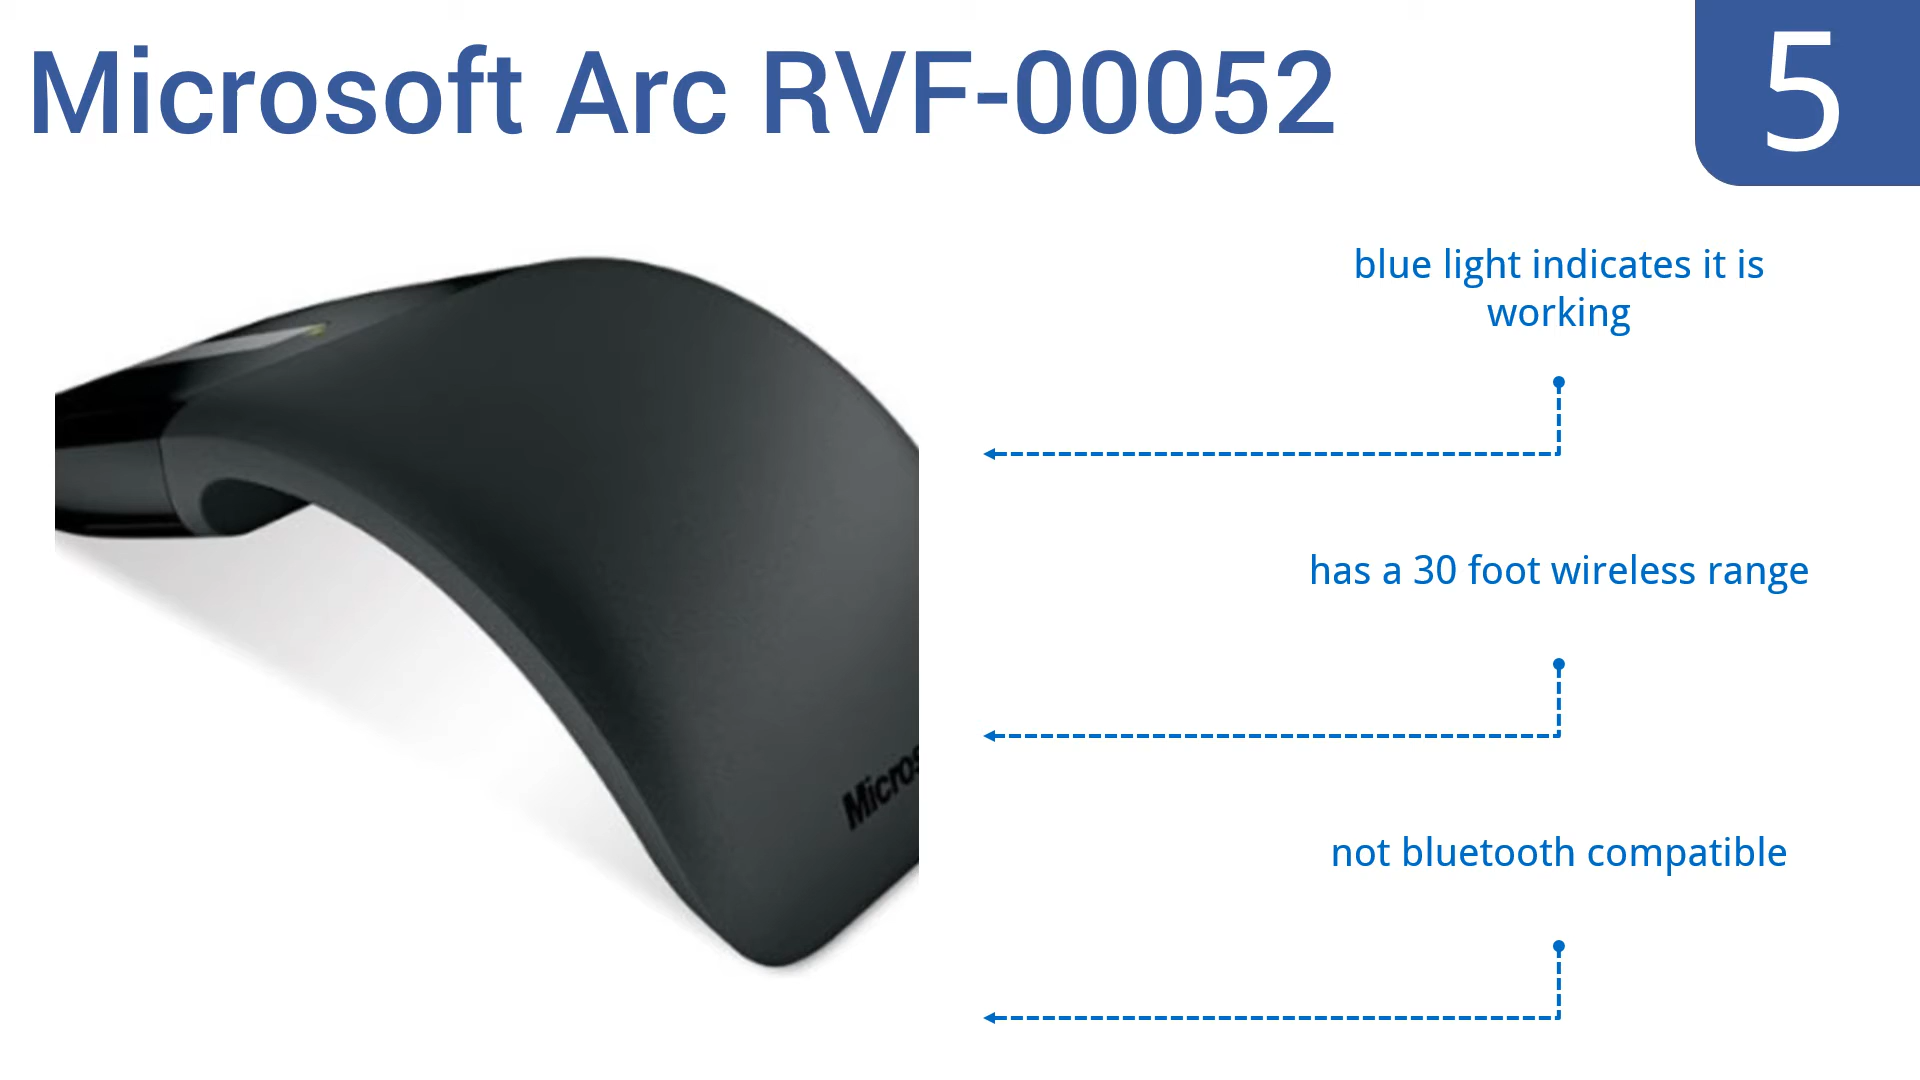 Microsoft Arc RVF-00052
5
blue light indicates it is
working
has a 30 foot wireless range
not bluetooth compatible
Micros